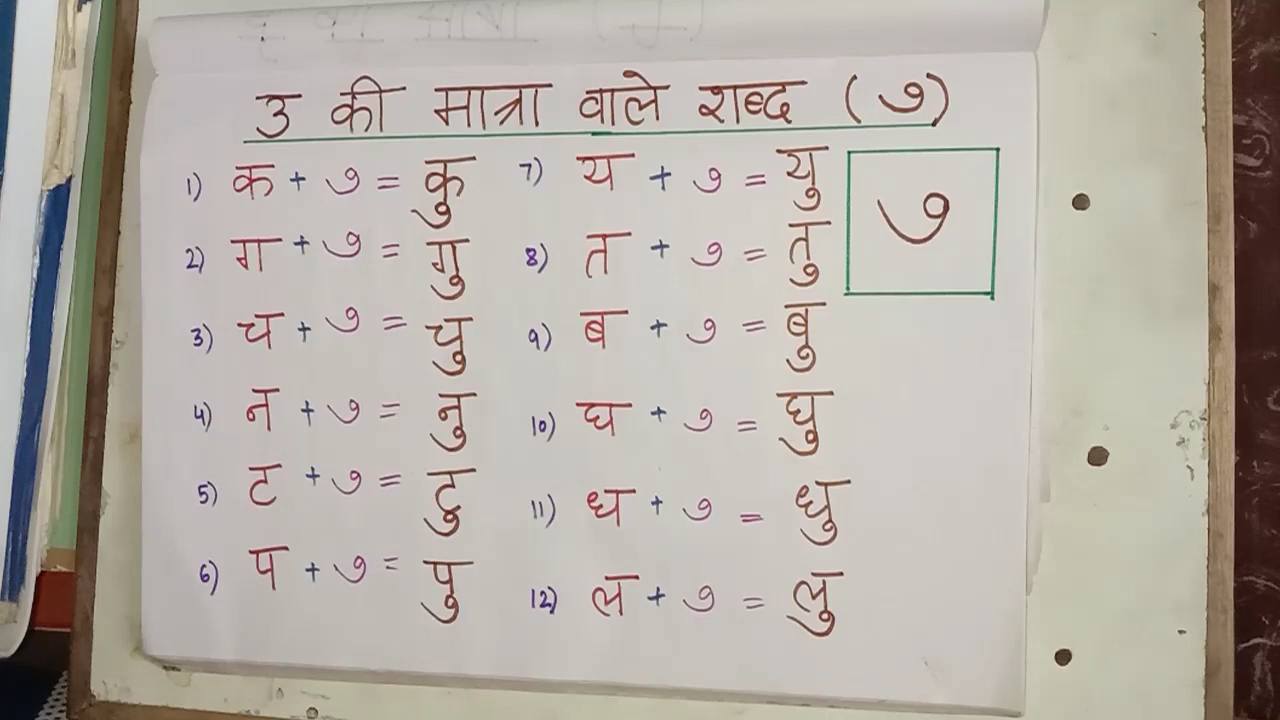 उ की मात्रा वाले शब्द ( ु )
1) क + ु = कु
2) ग + ु = गु
3) च + ु = चु
4) न + ु = नु
5) ट + ु = टु
6) प + ु = पु
7) य + ु = यु
8) त + ु = तु
9) ब + ु = बु
10) घ + ु = घु
11) ध + ु = धु
12) ल + ु = लु
ु